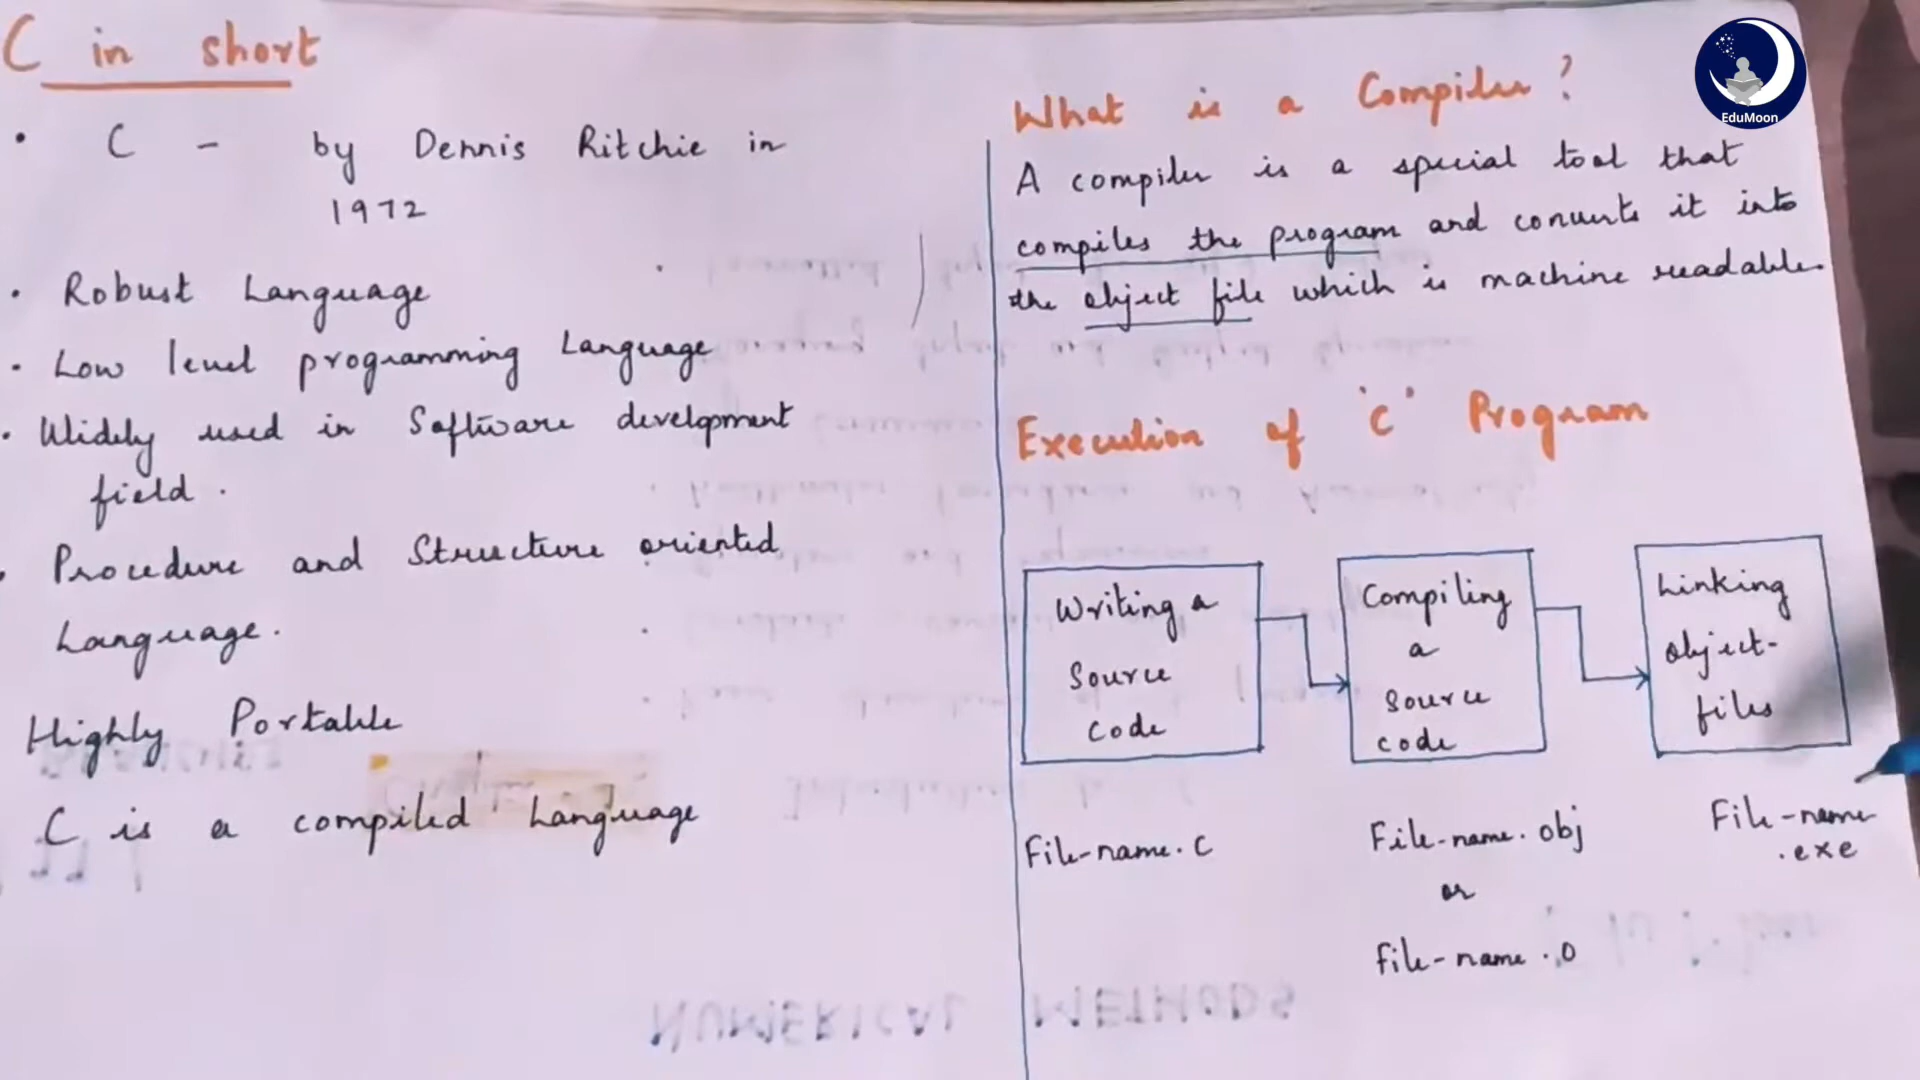 C in short
• C - by Dennis Ritchie in
1972
• Robust Language
• Low level programming Language
• Widely used in Software development
field.
• Procedure and Structure oriented
Language.
Highly Portable
C is a compiled Language
What is a Compiler?
A compiler is a special tool that
compiles the program and converts it into
the object file which is machine readable.
Execution of 'C' Program
Writing a
Source
Code
Compiling
a
Source
code
Linking
object-
files
File-name.C
File-name.obj
or
File-name.O
File-name
.exe
NUMERICAL METHODS
EduMoon